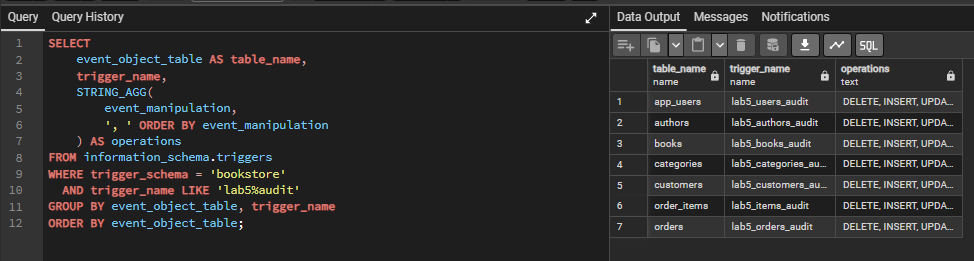 Query Query History
1 SELECT
2 event_object_table AS table_name,
3 trigger_name,
4 STRING_AGG(
5 event_manipulation,
6 ', ' ORDER BY event_manipulation
7 ) AS operations
8 FROM information_schema.triggers
9 WHERE trigger_schema = 'bookstore'
10 AND trigger_name LIKE 'lab5%audit'
11 GROUP BY event_object_table, trigger_name
12 ORDER BY event_object_table;
Data Output Messages Notifications
SQL
table_name trigger_name operations
name name text
1 app_users lab5_users_audit DELETE, INSERT, UPDA...
2 authors lab5_authors_audit DELETE, INSERT, UPDA...
3 books lab5_books_audit DELETE, INSERT, UPDA...
4 categories lab5_categories_au... DELETE, INSERT, UPDA...
5 customers lab5_customers_au... DELETE, INSERT, UPDA...
6 order_items lab5_items_audit DELETE, INSERT, UPDA...
7 orders lab5_orders_audit DELETE, INSERT, UPDA...